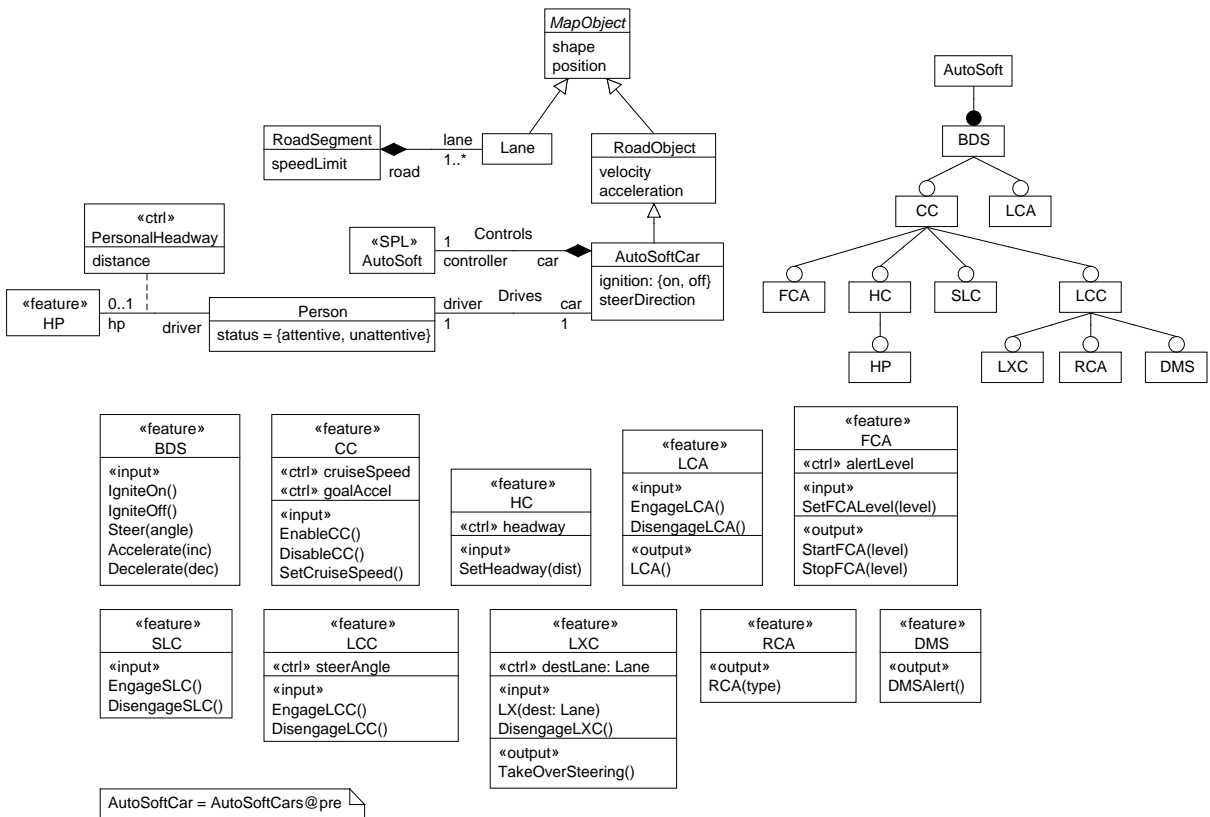 MapObject
shape
position
AutoSoft
BDS
CC
LCA
FCA
HC
SLC
LCC
HP
LXC
RCA
DMS
RoadSegment
speedLimit
lane
1..*
road
Lane
RoadObject
velocity
acceleration
«ctrl»
PersonalHeadway
distance
«SPL»
AutoSoft
1
Controls
controller
car
AutoSoftCar
ignition: {on, off}
steerDirection
«feature»
HP
0..1
hp
driver
Person
status = {attentive, unattentive}
driver
Drives
car
1
1
«feature»
BDS
«input»
IgniteOn()
IgniteOff()
Steer(angle)
Accelerate(inc)
Decelerate(dec)
«feature»
CC
«ctrl» cruiseSpeed
«ctrl» goalAccel
«input»
EnableCC()
DisableCC()
SetCruiseSpeed()
«feature»
HC
«ctrl» headway
«input»
SetHeadway(dist)
«feature»
LCA
«input»
EngageLCA()
DisengageLCA()
«output»
LCA()
«feature»
FCA
«ctrl» alertLevel
«input»
SetFCALevel(level)
«output»
StartFCA(level)
StopFCA(level)
«feature»
SLC
«input»
EngageSLC()
DisengageSLC()
«feature»
LCC
«ctrl» steerAngle
«input»
EngageLCC()
DisengageLCC()
«feature»
LXC
«ctrl» destLane: Lane
«input»
LX(dest: Lane)
DisengageLXC()
«output»
TakeOverSteering()
«feature»
RCA
«output»
RCA(type)
«feature»
DMS
«output»
DMSAlert()
AutoSoftCar = AutoSoftCars@pre